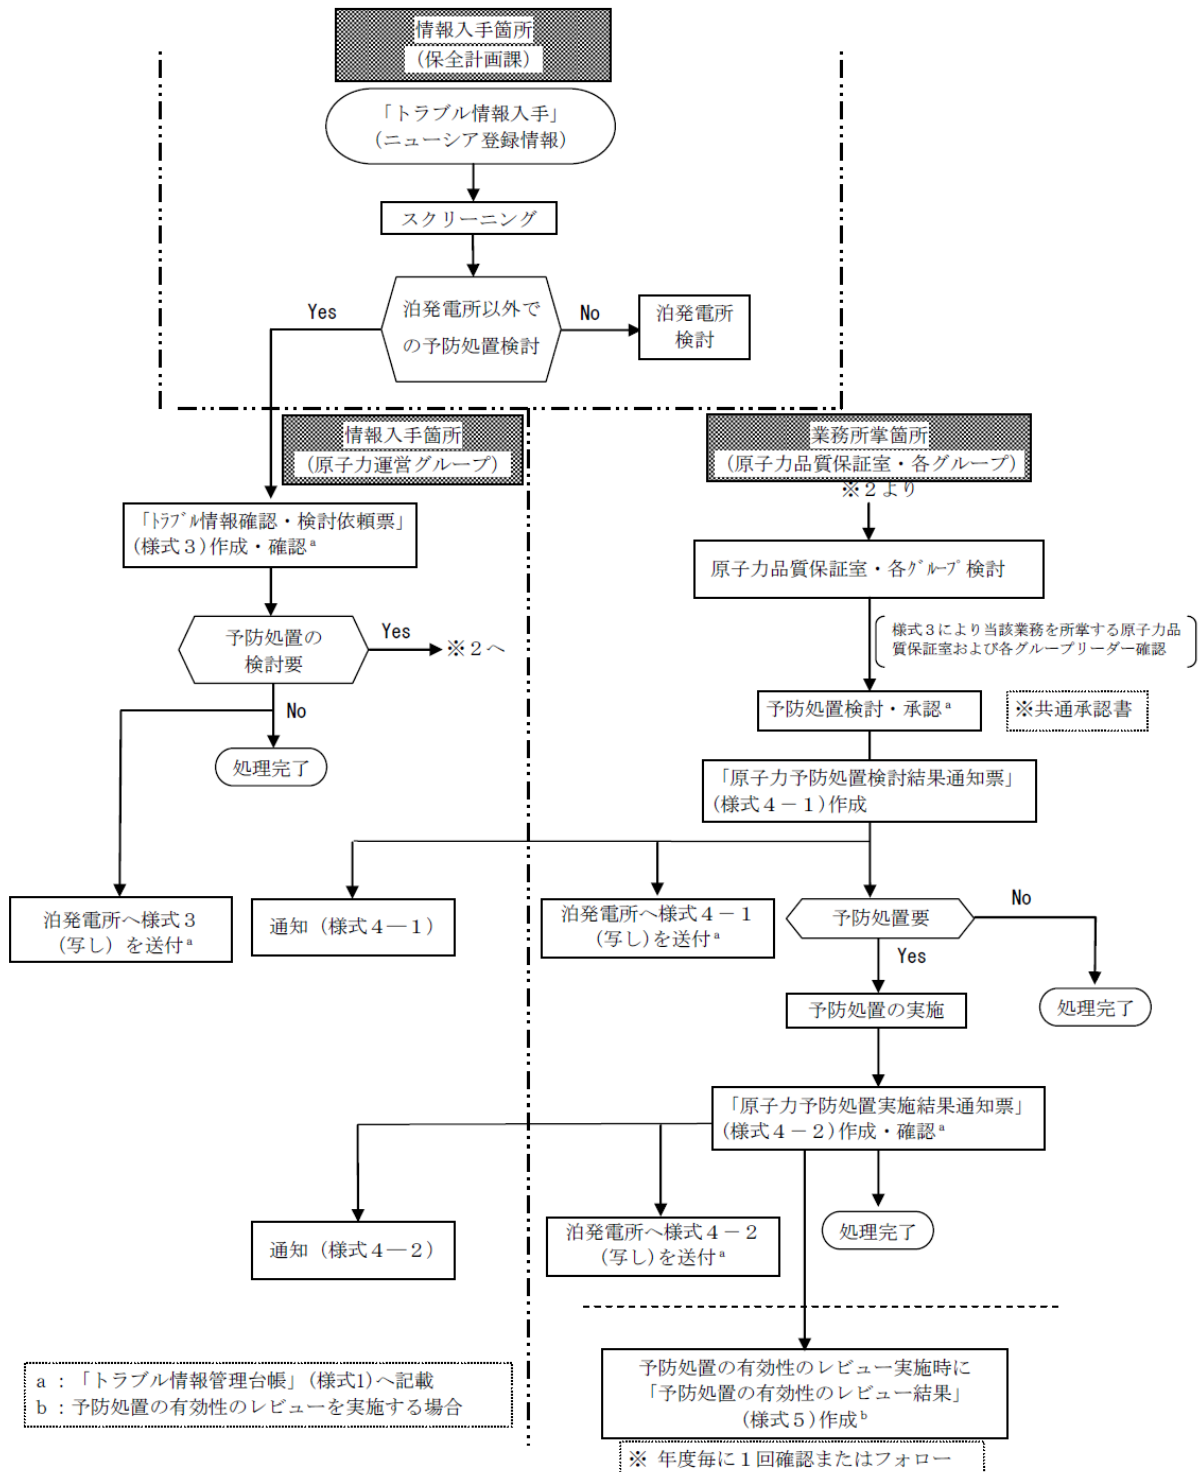 情報入手箇所
(保全計画課)
「トラブル情報入手」
(ニューシア登録情報)
スクリーニング
泊発電所以外で
の予防処置検討
Yes
No
泊発電所
検討
情報入手箇所
(原子力運営グループ)
「ﾄﾗﾌﾞﾙ情報確認・検討依頼票」
(様式3)作成・確認a
予防処置の
検討要
Yes
※2へ
No
処理完了
泊発電所へ様式3
(写し)を送付a
業務所掌箇所
(原子力品質保証室・各グループ)
※2より
原子力品質保証室・各ｸﾞﾙｰﾌﾟ検討
様式3により当該業務を所掌する原子力品
質保証室および各グループリーダー確認
予防処置検討・承認a
※共通承認書
「原子力予防処置検討結果通知票」
(様式4-1)作成
通知(様式4―1)
泊発電所へ様式4-1
(写し)を送付a
予防処置要
No
Yes
処理完了
予防処置の実施
「原子力予防処置実施結果通知票」
(様式4-2)作成・確認a
通知(様式4―2)
泊発電所へ様式4-2
(写し)を送付a
処理完了
予防処置の有効性のレビュー実施時に
「予防処置の有効性のレビュー結果」
(様式5)作成b
※ 年度毎に1回確認またはフォロー
a:「トラブル情報管理台帳」(様式1)へ記載
b:予防処置の有効性のレビューを実施する場合